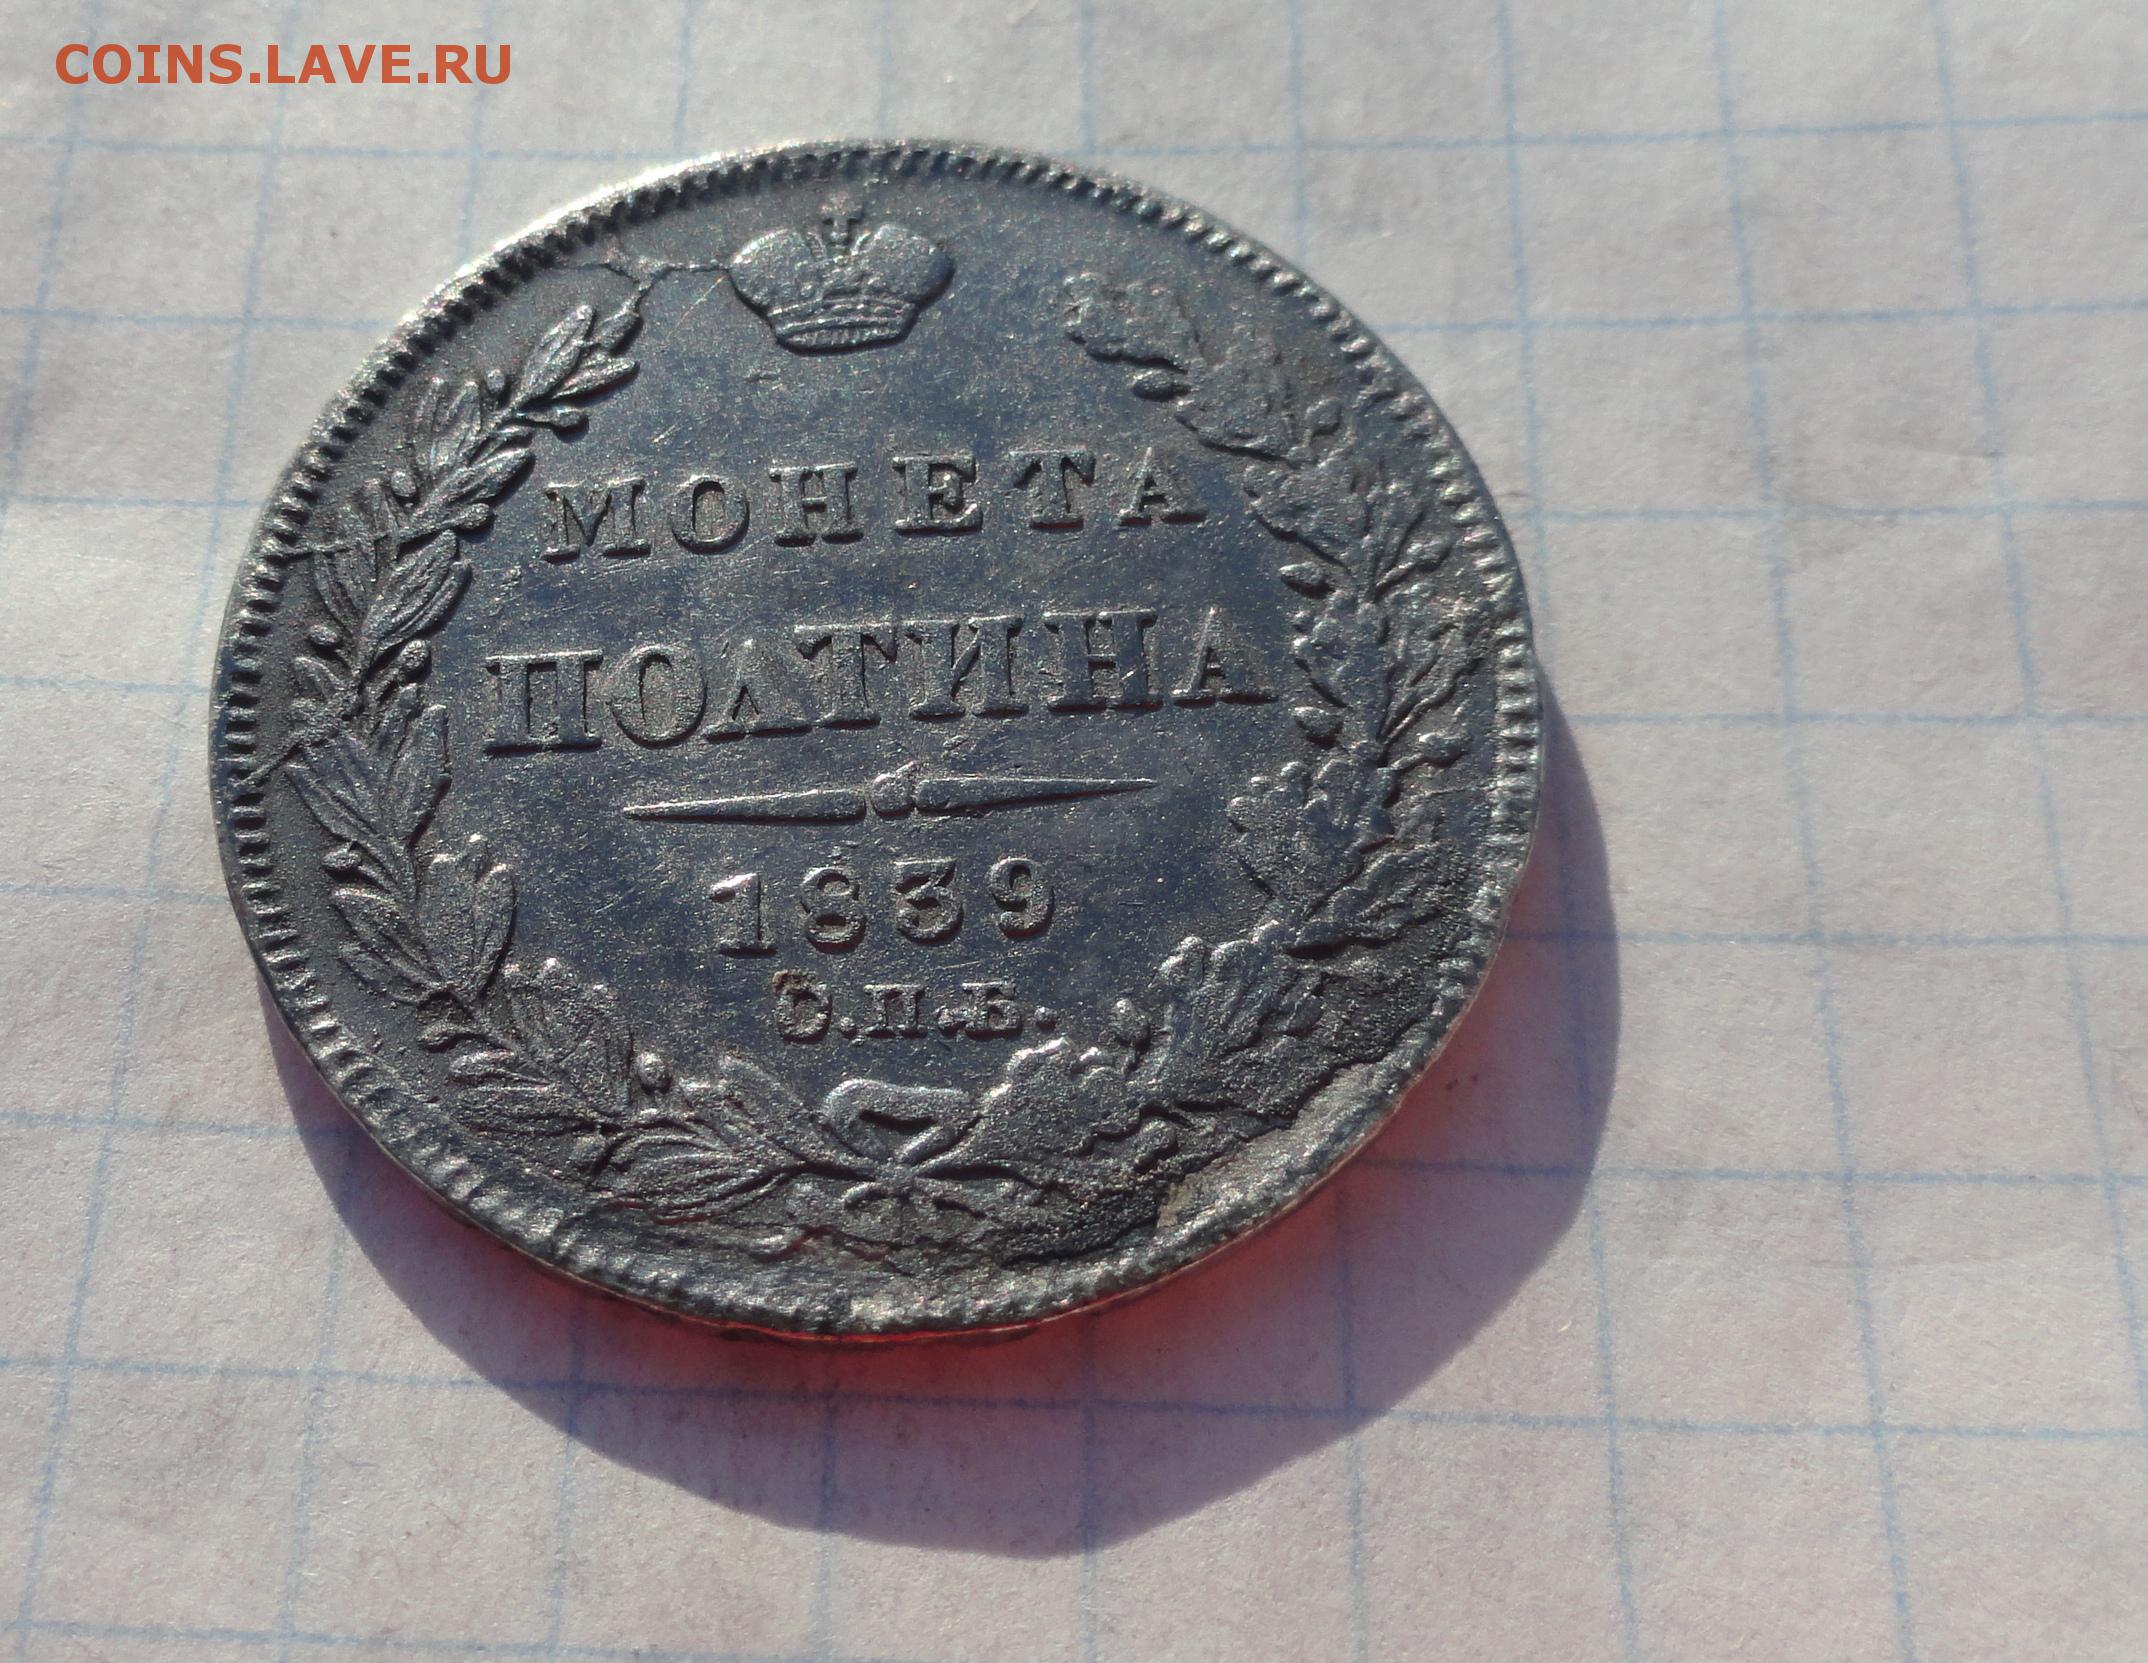 COINS.LAVE.RU
МОНЕТА
ПОЛТИНА
1839
С.П.Б.